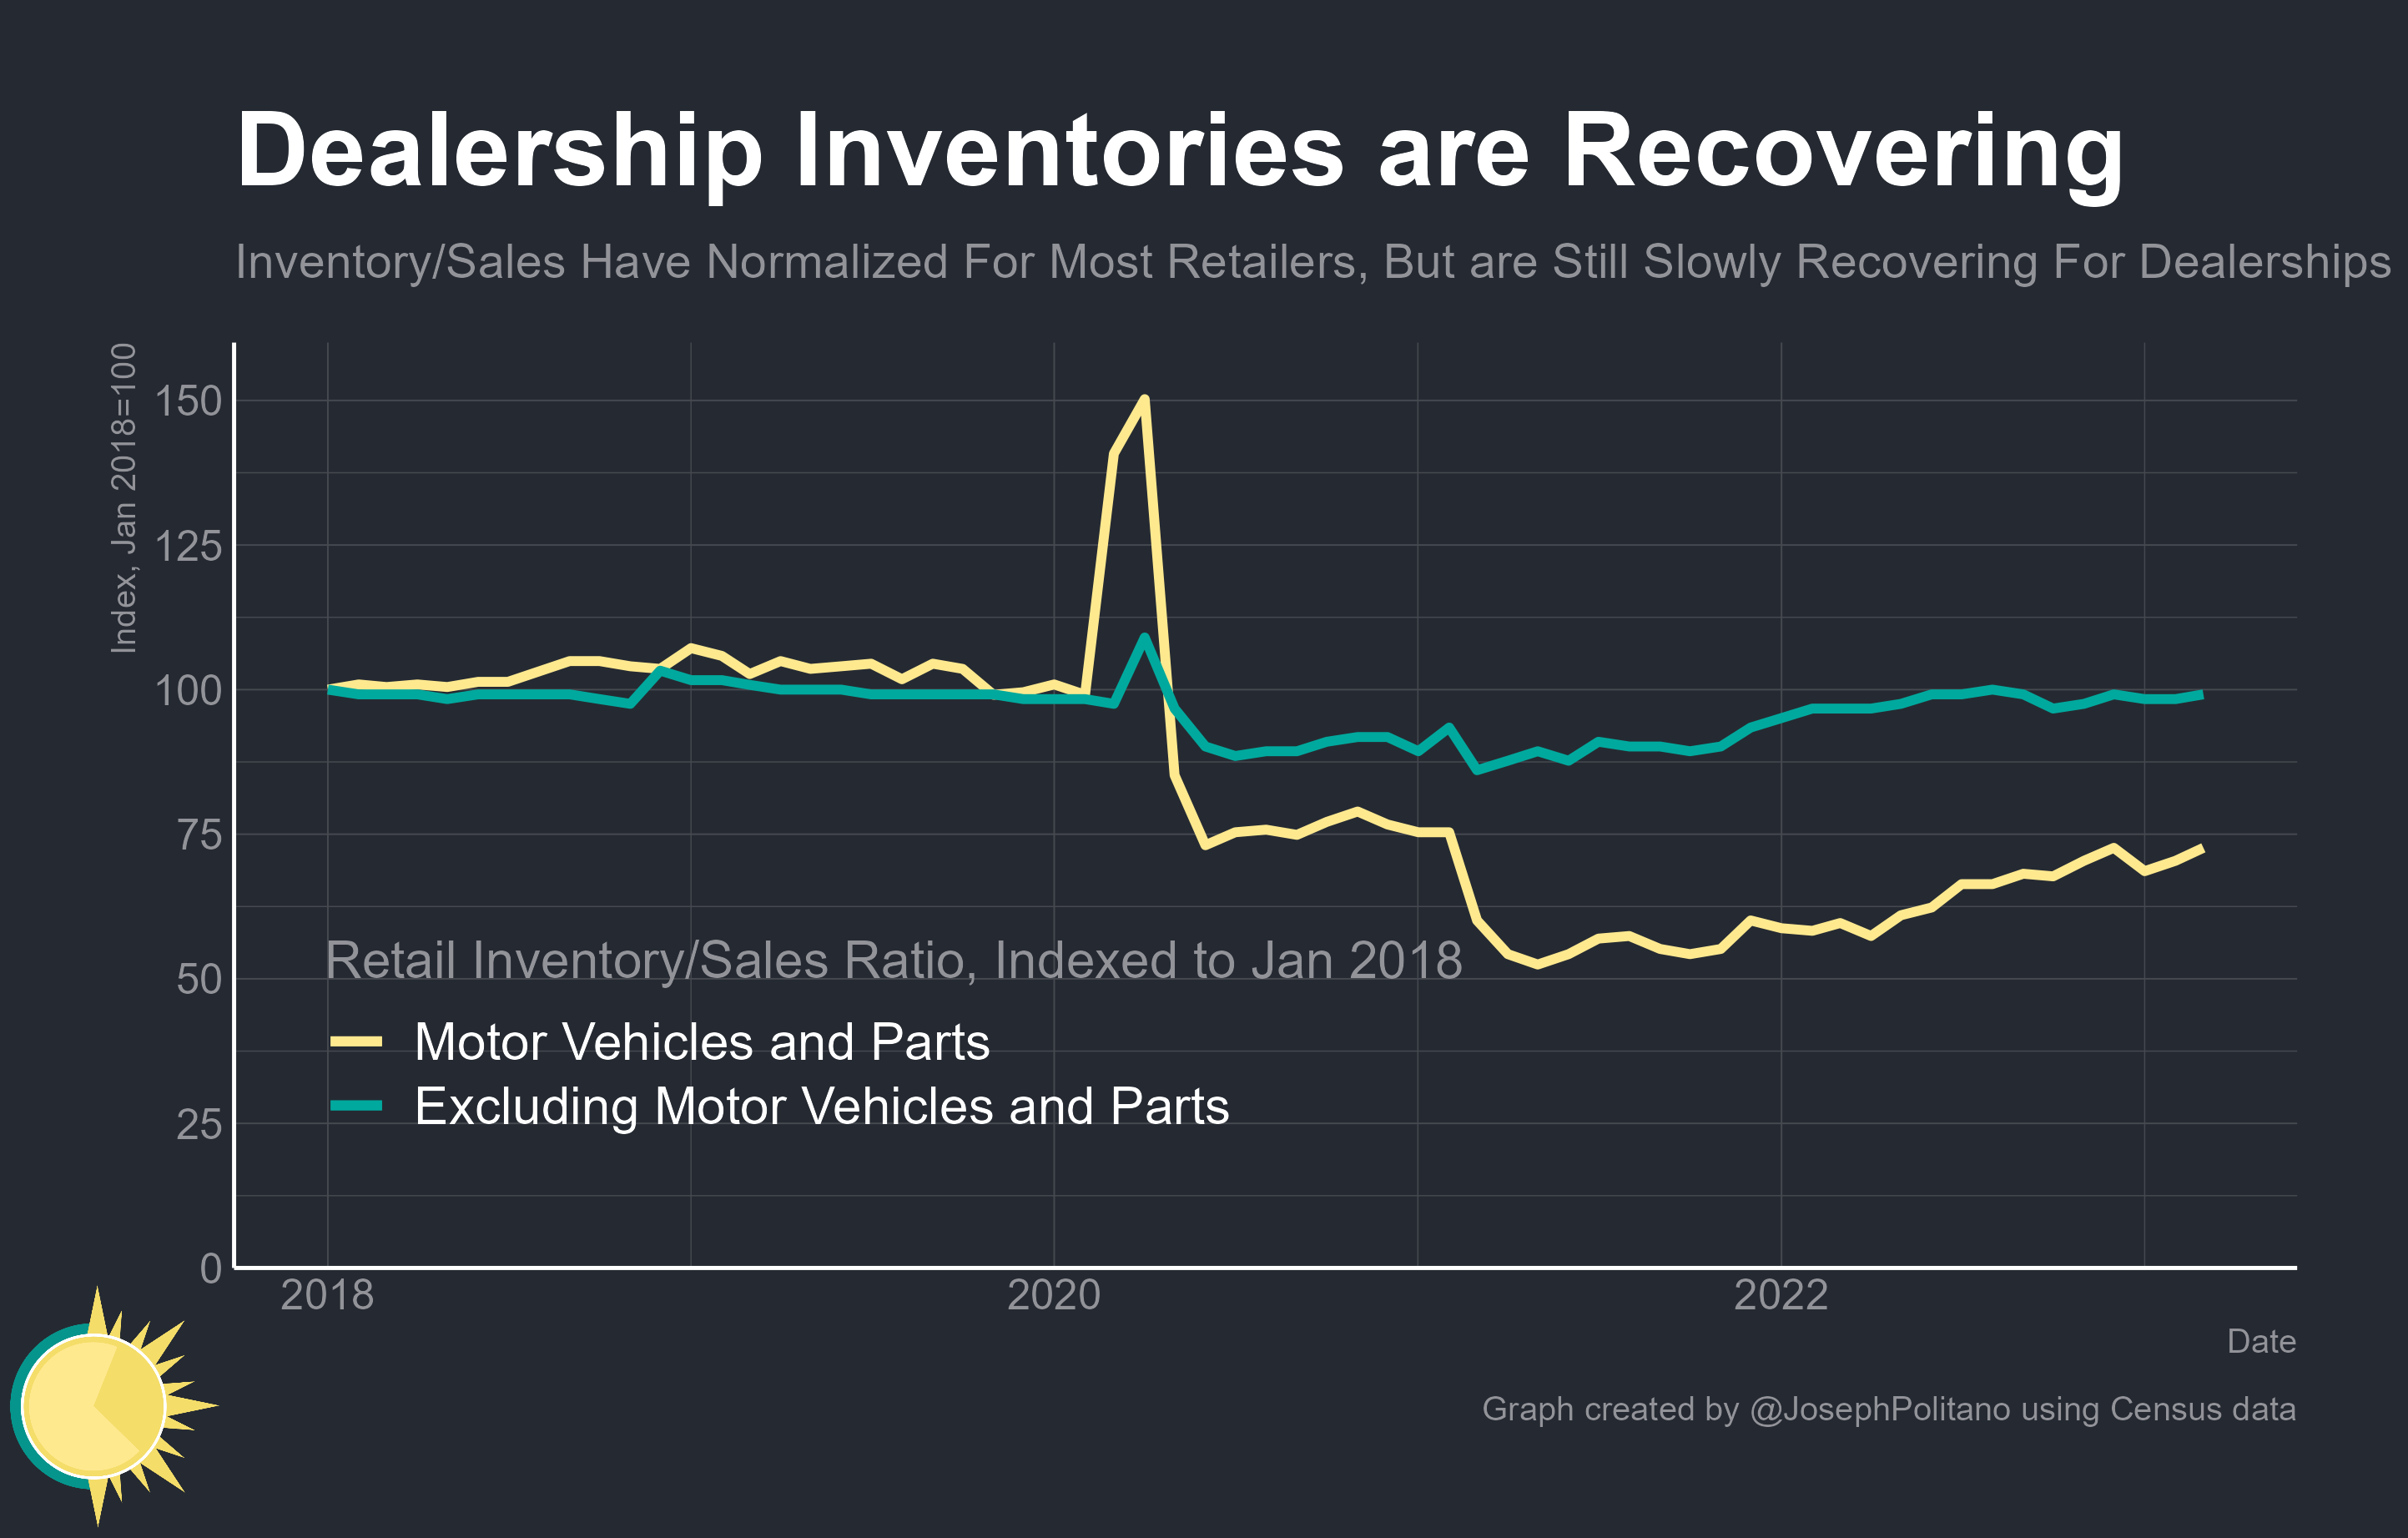 Dealership Inventories are Recovering
Inventory/Sales Have Normalized For Most Retailers, But are Still Slowly Recovering For Dealerships
Index, Jan 2018=100
150
125
100
75
50
25
0
Retail Inventory/Sales Ratio, Indexed to Jan 2018
Motor Vehicles and Parts
Excluding Motor Vehicles and Parts
2018
2020
2022
Date
Graph created by @JosephPolitano using Census data